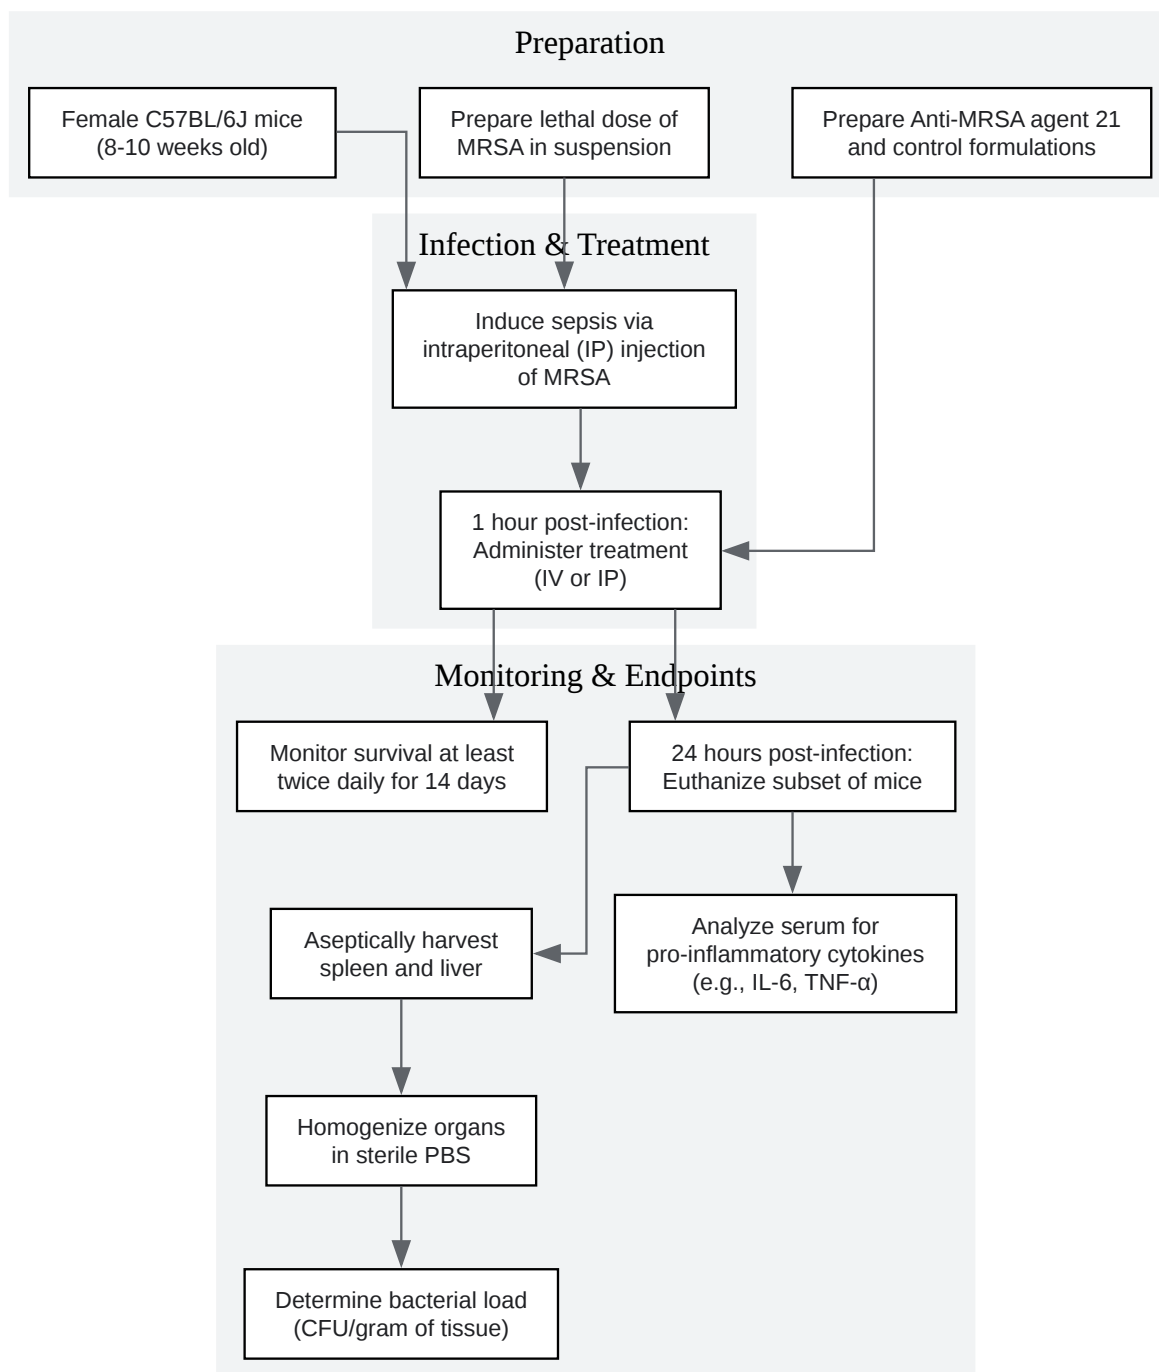 Preparation
Female C57BL/6J mice
(8-10 weeks old)
Prepare lethal dose of
MRSA in suspension
Prepare Anti-MRSA agent 21
and control formulations
Infection & Treatment
Induce sepsis via
intraperitoneal (IP) injection
of MRSA
1 hour post-infection:
Administer treatment
(IV or IP)
Monitoring & Endpoints
Monitor survival at least
twice daily for 14 days
24 hours post-infection:
Euthanize subset of mice
Aseptically harvest
spleen and liver
Analyze serum for
pro-inflammatory cytokines
(e.g., IL-6, TNF-α)
Homogenize organs
in sterile PBS
Determine bacterial load
(CFU/gram of tissue)